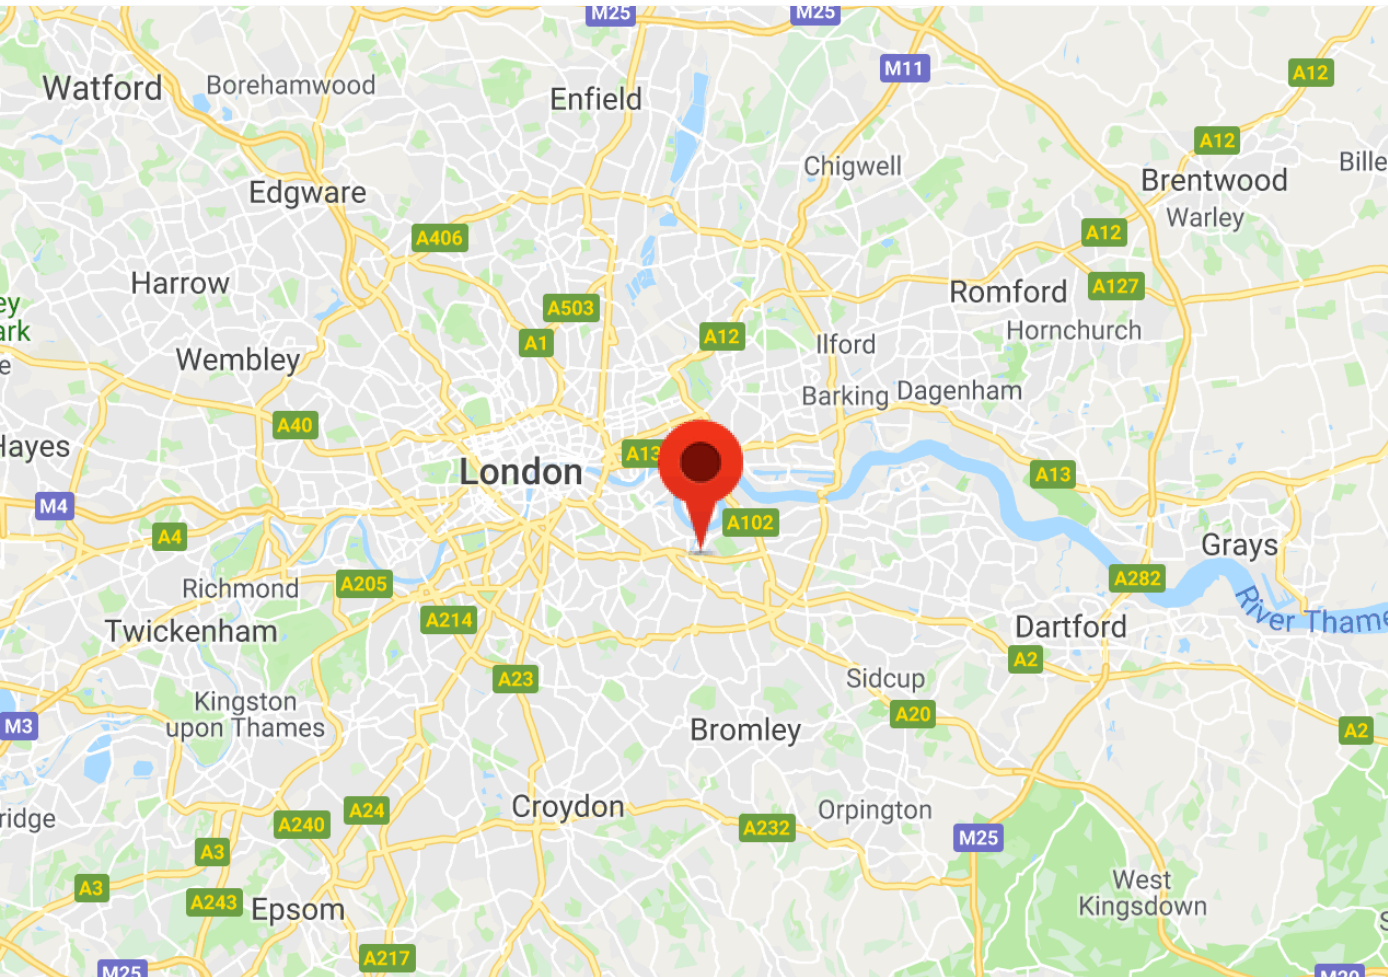 M25
M25
M11
A12
Watford
Borehamwood
Enfield
A12
Chigwell
Bille
Brentwood
Edgware
Warley
A406
A12
Harrow
A127
Romford
ey
ark
A503
Hornchurch
A12
A1
Ilford
e
Wembley
Barking
Dagenham
A40
Hayes
A13
London
A13
M4
A102
A4
Grays
A282
A205
Richmond
River Thame
A214
Twickenham
Dartford
A2
A23
Sidcup
Kingston
upon Thames
A20
M3
Bromley
A2
Croydon
A24
Orpington
ridge
A240
A232
M25
A3
A3
West
Kingsdown
A243
Epsom
S
A217
M25
M20